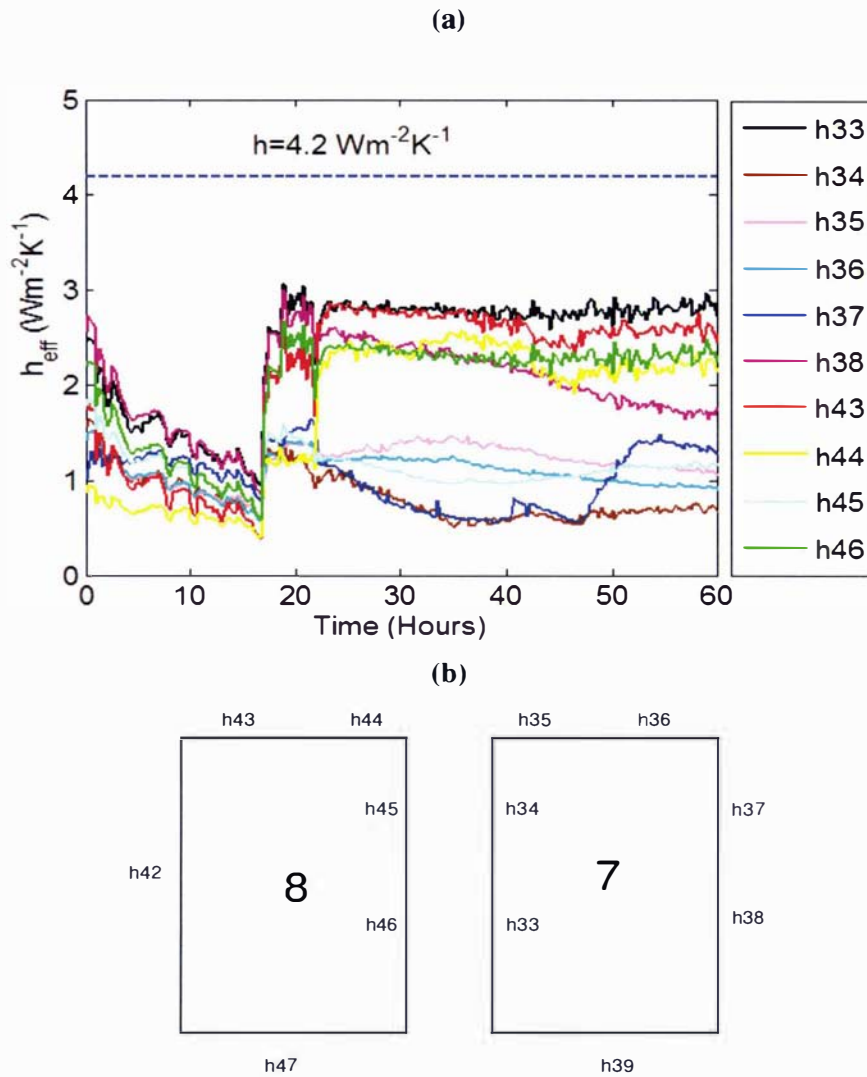 (a)
5
4
3
2
1
0
h_eff (Wm⁻²K⁻¹)
h=4.2 Wm⁻²K⁻¹
0 10 20 30 40 50 60
Time (Hours)
h33
h34
h35
h36
h37
h38
h43
h44
h45
h46
(b)
h43 h44 h35 h36
h45 h34 h37
h42 8 7
h46 h33 h38
h47 h39